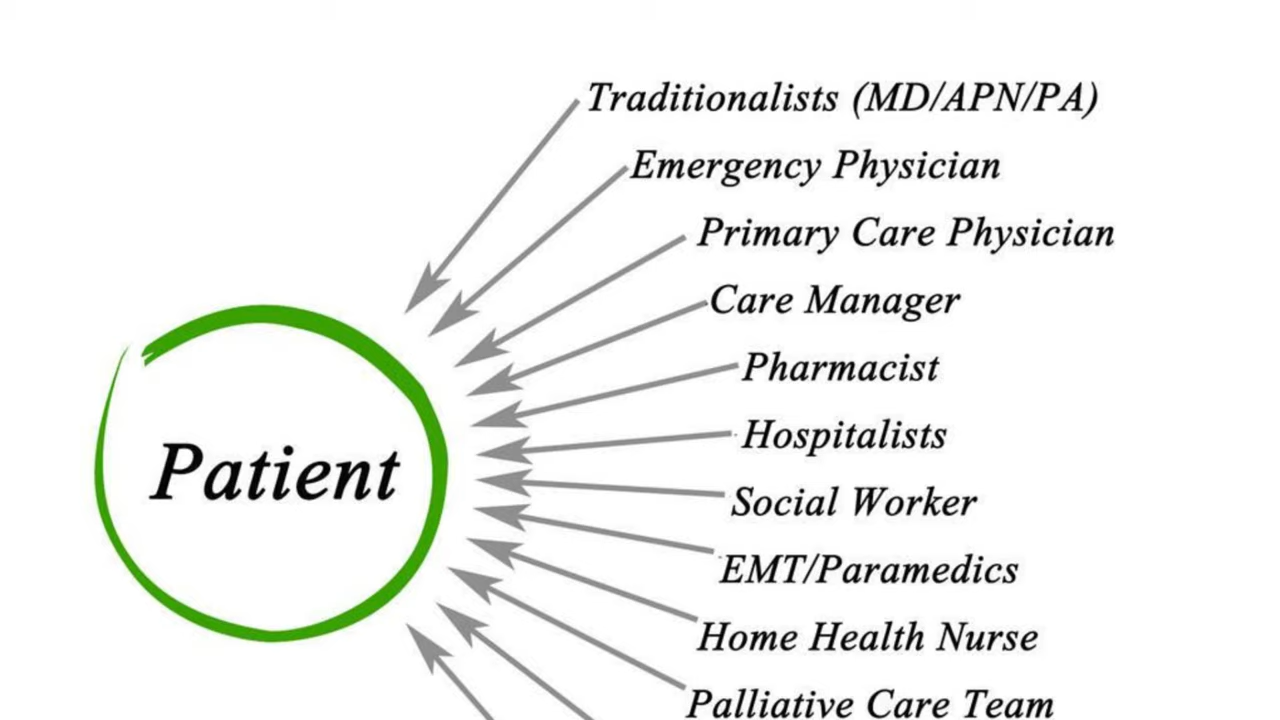 Traditionalists (MD/APN/PA)
Emergency Physician
Primary Care Physician
Care Manager
Pharmacist
Hospitalists
Patient
Social Worker
EMT/Paramedics
Home Health Nurse
Palliative Care Team